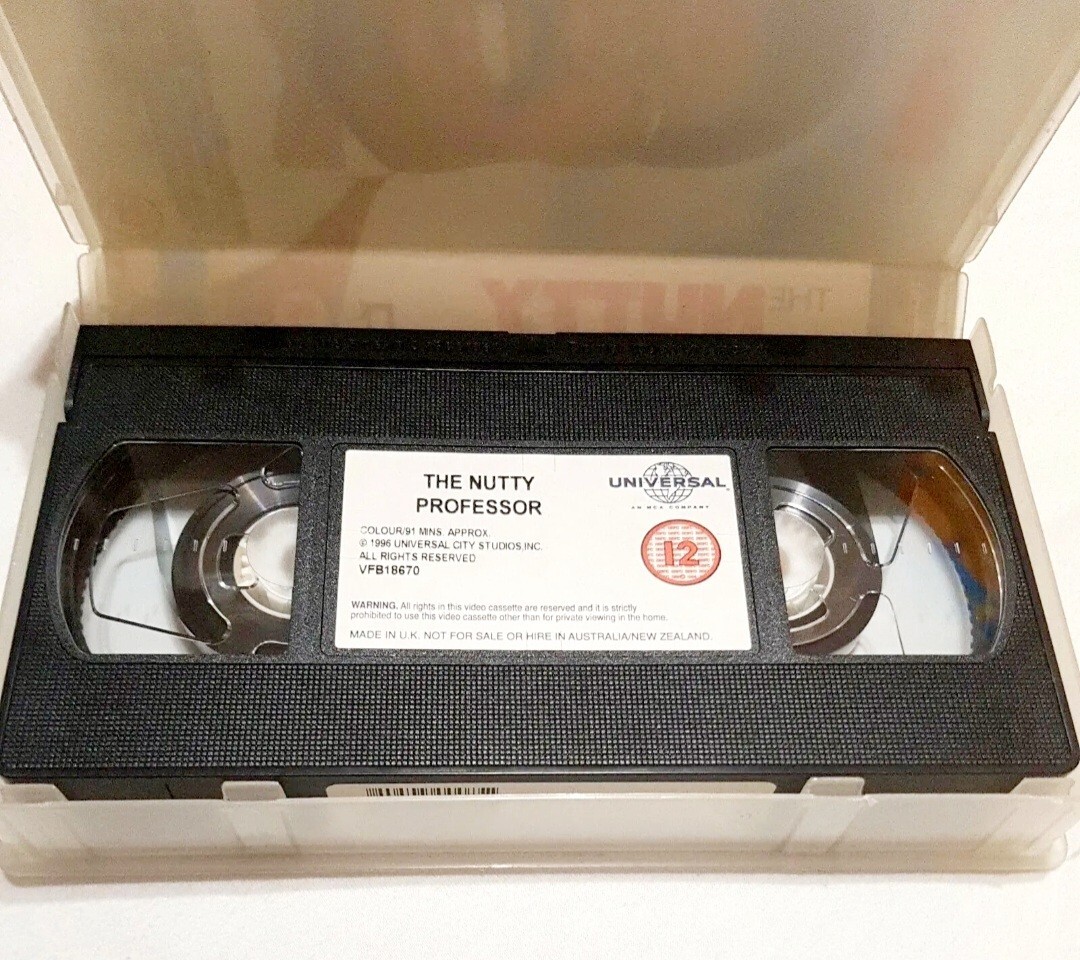 THE NUTTY
THE NUTTY
PROFESSOR
COLOUR/91 MINS. APPROX.
© 1996 UNIVERSAL CITY STUDIOS,INC.
ALL RIGHTS RESERVED
VFB18670
UNIVERSAL
AN MCA COMPANY
12
WARNING. All rights in this video cassette are reserved and it is strictly
prohibited to use this video cassette other than for private viewing in the home.
MADE IN U.K. NOT FOR SALE OR HIRE IN AUSTRALIA/NEW ZEALAND.